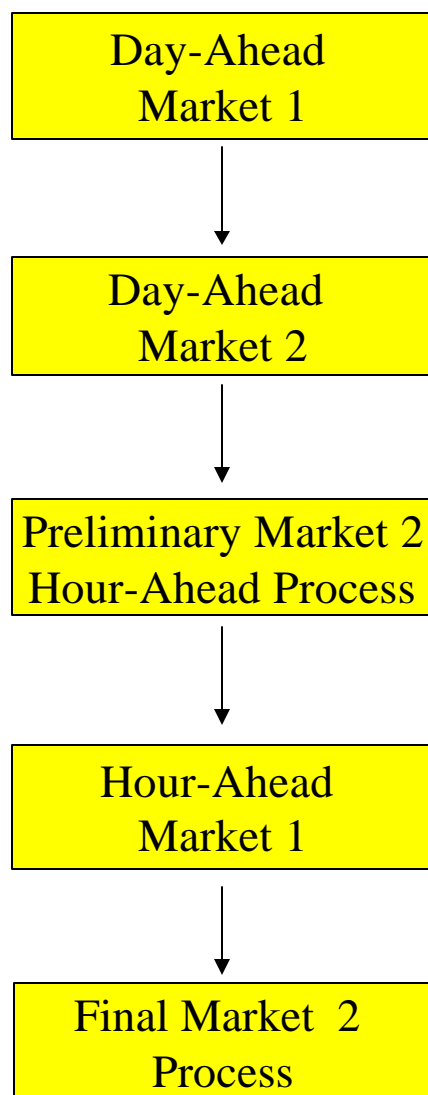 Day-Ahead
Market 1
Day-Ahead
Market 2
Preliminary Market 2
Hour-Ahead Process
Hour-Ahead
Market 1
Final Market 2
Process